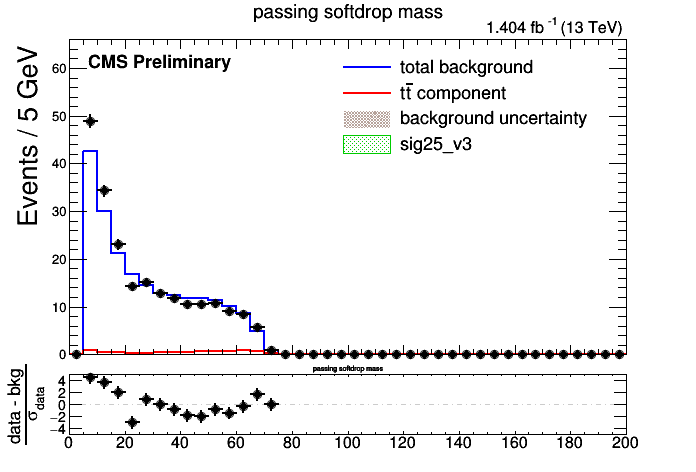 passing softdrop mass
1.404 fb⁻¹ (13 TeV)
CMS Preliminary
total background
tt̄ component
background uncertainty
sig25_v3
Events / 5 GeV
60
50
40
30
20
10
0
passing softdrop mass
data - bkg
σ data
4
2
0
−2
−4
0 20 40 60 80 100 120 140 160 180 200